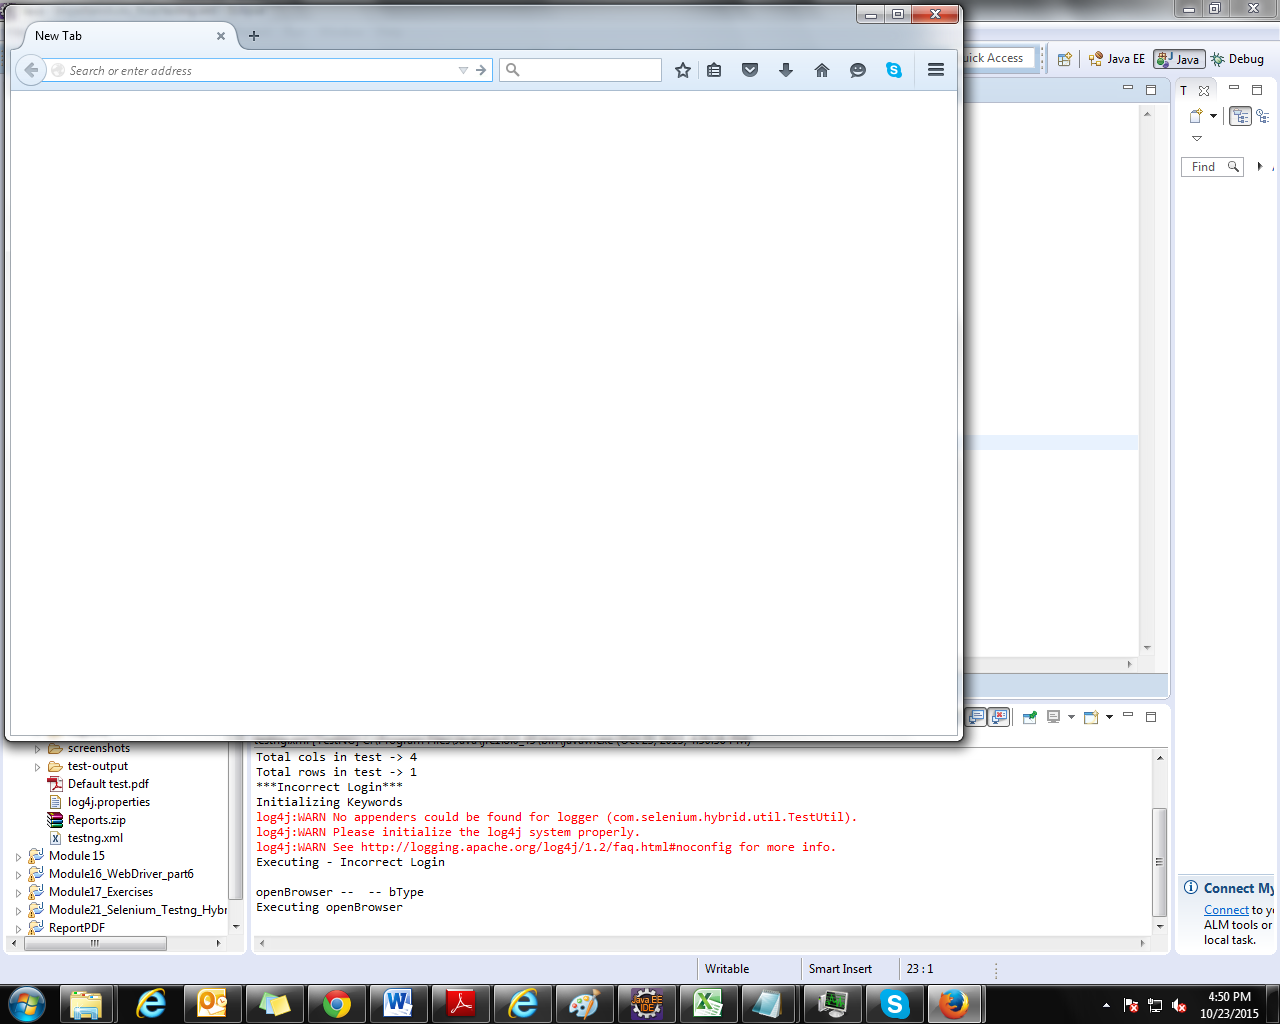 New Tab
Search or enter address
Quick Access
Java EE
Java
Debug
T
Find
screenshots
test-output
Default test.pdf
log4j.properties
Reports.zip
testng.xml
Module 15
Module16_WebDriver_part6
Module17_Exercises
Module21_Selenium_Testng_Hybr
ReportPDF
Total cols in test -> 4
Total rows in test -> 1
***Incorrect Login***
Initializing Keywords
log4j:WARN No appenders could be found for logger (com.selenium.hybrid.util.TestUtil).
log4j:WARN Please initialize the log4j system properly.
log4j:WARN See http://logging.apache.org/log4j/1.2/faq.html#noconfig for more info.
Executing - Incorrect Login
openBrowser --  -- bType
Executing openBrowser
Connect My
Connect to yo
ALM tools or
local task.
Writable
Smart Insert
23 : 1
Java EE
IDE
4:50 PM
10/23/2015